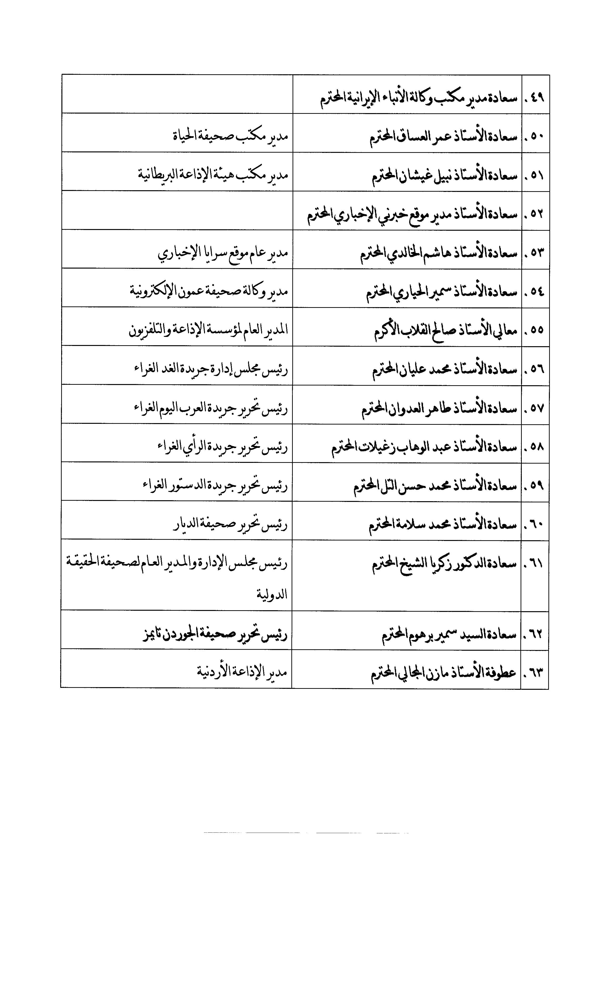 ٤٩. سعادة مدير مكتب وكالة الأنباء الإيرانية المحترم
٥٠. سعادة الأستاذ عمر العساق المحترم مدير مكتب صحيفة الحياة
٥١. سعادة الأستاذ نبيل غيشان المحترم مدير مكتب هيئة الإذاعة البريطانية
٥٢. سعادة الأستاذ مدير موقع خبرني الإخباري المحترم
٥٣. سعادة الأستاذ هاشم الخالدي المحترم مدير عام موقع سرايا الإخباري
٥٤. سعادة الأستاذ سمير الحياري المحترم مدير وكالة صحيفة عمون الإلكترونية
٥٥. معالي الأستاذ صالح القلاب الأكرم المدير العام لمؤسسة الإذاعة والتلفزيون
٥٦. سعادة الأستاذ محمد عليان المحترم رئيس مجلس إدارة جريدة الغد الغراء
٥٧. سعادة الأستاذ طاهر العدوان المحترم رئيس تحرير جريدة العرب اليوم الغراء
٥٨. سعادة الأستاذ عبد الوهاب زغيلات المحترم رئيس تحرير جريدة الرأي الغراء
٥٩. سعادة الأستاذ محمد حسن التل المحترم رئيس تحرير جريدة الدستور الغراء
٦٠. سعادة الأستاذ محمد سلامة المحترم رئيس تحرير صحيفة الديار
٦١. سعادة الدكتور زكريا الشيخ المحترم رئيس مجلس الإدارة والمدير العام لصحيفة الحقيقة
الدولية
٦٢. سعادة السيد سمير برهوم المحترم رئيس تحرير صحيفة الجوردن تايمز
٦٣. عطوفة الأستاذ مازن المجالي المحترم مدير الإذاعة الأردنية